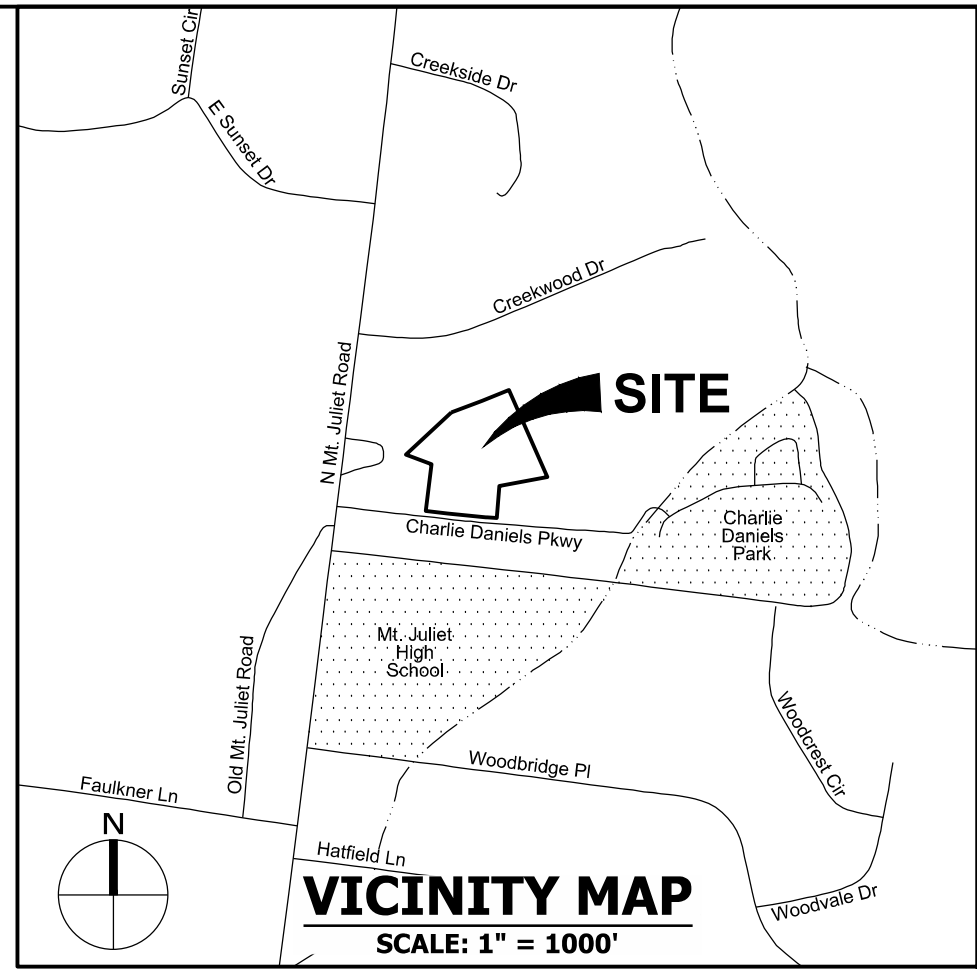 Sunset Cir
Creekside Dr
E Sunset Dr
Creekwood Dr
N Mt. Juliet Road
SITE
Charlie Daniels Pkwy
Charlie
Daniels
Park
Mt. Juliet
High
School
Old Mt. Juliet Road
Woodcrest Cir
Woodbridge Pl
Faulkner Ln
N
Hatfield Ln
Woodvale Dr
VICINITY MAP
SCALE: 1" = 1000'